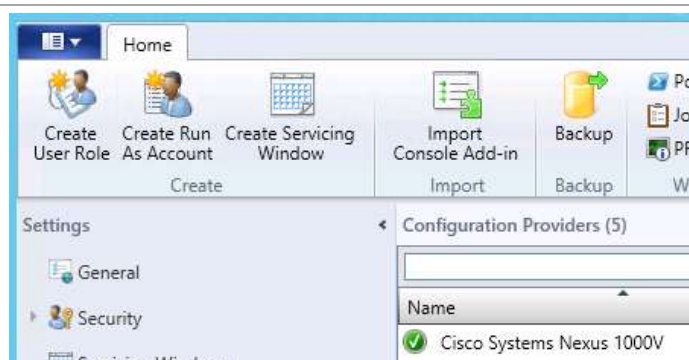 Home
Create User Role
Create Run As Account
Create Servicing Window
Import Console Add-in
Backup
Create
Import
Backup
Settings
Configuration Providers (5)
General
Name
Security
Cisco Systems Nexus 1000V